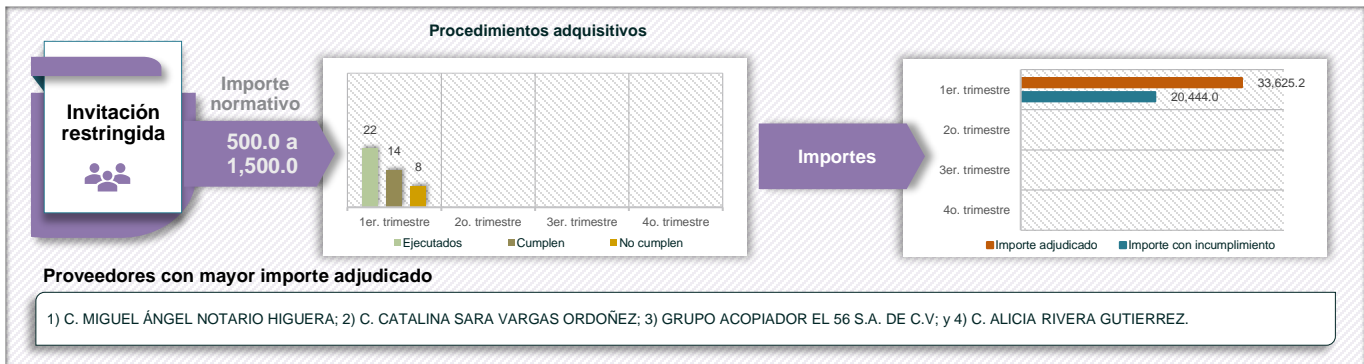 Procedimientos adquisitivos
Invitación
restringida
Importe
normativo
500.0 a
1,500.0
22
14
8
1er. trimestre
2o. trimestre
3er. trimestre
4o. trimestre
Ejecutados
Cumplen
No cumplen
Importes
1er. trimestre
33,625.2
20,444.0
2o. trimestre
3er. trimestre
4o. trimestre
Importe adjudicado
Importe con incumplimiento
Proveedores con mayor importe adjudicado
1) C. MIGUEL ÁNGEL NOTARIO HIGUERA; 2) C. CATALINA SARA VARGAS ORDOÑEZ; 3) GRUPO ACOPIADOR EL 56 S.A. DE C.V; y 4) C. ALICIA RIVERA GUTIERREZ.